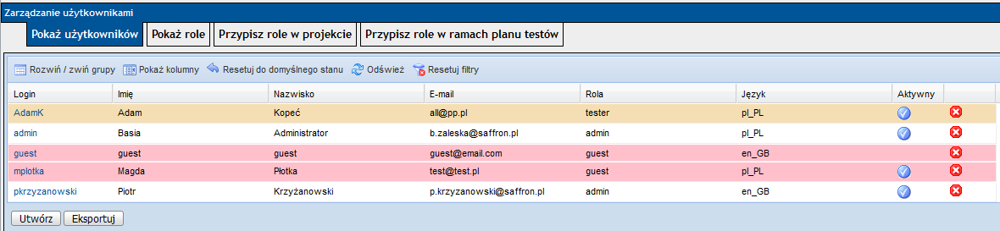 Zarządzanie użytkownikami
Pokaż użytkowników Pokaż role Przypisz role w projekcie Przypisz role w ramach planu testów
Rozwiń / zwiń grupy Pokaż kolumny Resetuj do domyślnego stanu Odśwież Resetuj filtry
Login Imię Nazwisko E-mail Rola Język Aktywny
AdamK Adam Kopeć all@pp.pl tester pl_PL
admin Basia Administrator b.zaleska@saffron.pl admin pl_PL
guest guest guest guest@email.com guest en_GB
mplotka Magda Płotka test@test.pl guest pl_PL
pkrzyzanowski Piotr Krzyżanowski p.krzyzanowski@saffron.pl admin en_GB
Utwórz Eksportuj